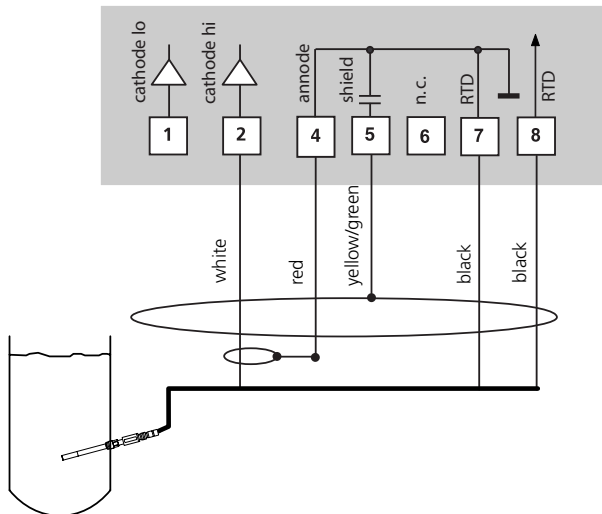 cathode lo
cathode hi
annode
shield
n.c.
RTD
RTD
1
2
4
5
6
7
8
white
red
yellow/green
black
black